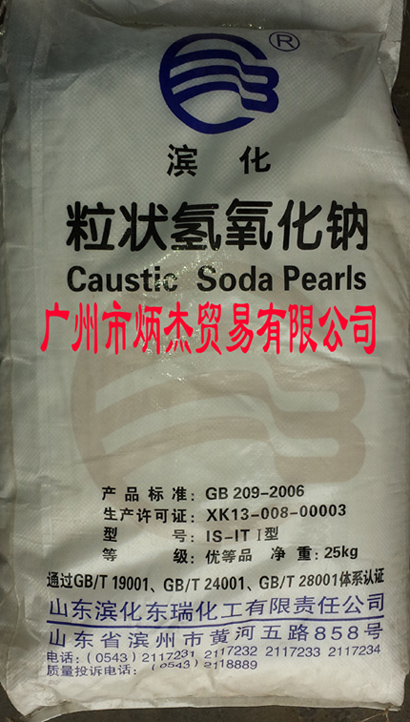 ®
滨 化
粒状氢氧化钠
Caustic Soda Pearls
广州市炳杰贸易有限公司
产品标准: GB 209-2006
生产许可证: XK13-008-00003
型 号: IS-IT I型
等 级: 优等品 净 重: 25kg
通过GB/T 19001、GB/T 24001、GB/T 28001体系认证
山东滨化东瑞化工有限责任公司
山东省滨州市黄河五路858号
电话: (0543) 2117231 2117232 2117233 2117234
质量投诉电话: (0543) 2118889